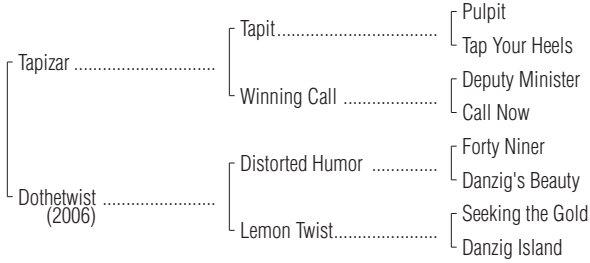 Pulpit
Tapit
Tap Your Heels
Tapizar
Deputy Minister
Winning Call
Call Now
Forty Niner
Distorted Humor
Danzig's Beauty
Dothetwist
(2006)
Seeking the Gold
Lemon Twist
Danzig Island